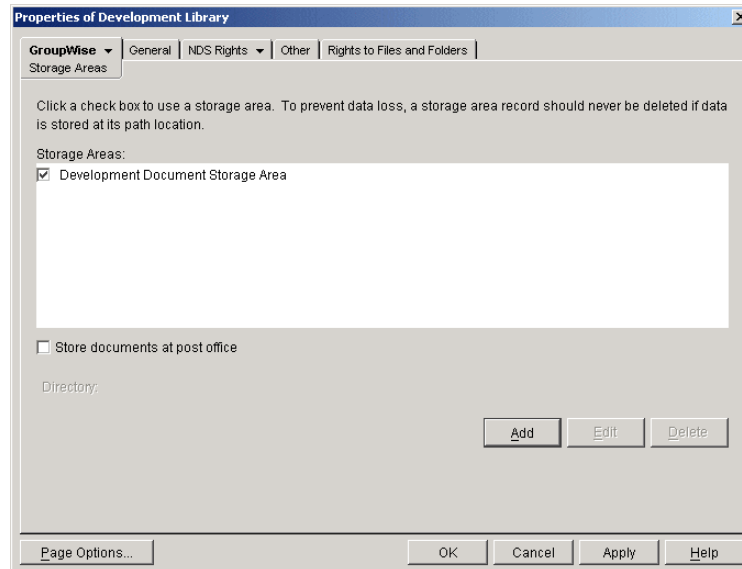 Properties of Development Library
GroupWise General NDS Rights Other Rights to Files and Folders
Storage Areas
Click a check box to use a storage area. To prevent data loss, a storage area record should never be deleted if data
is stored at its path location.
Storage Areas:
Development Document Storage Area
Store documents at post office
Directory:
Add Edit Delete
Page Options... OK Cancel Apply Help